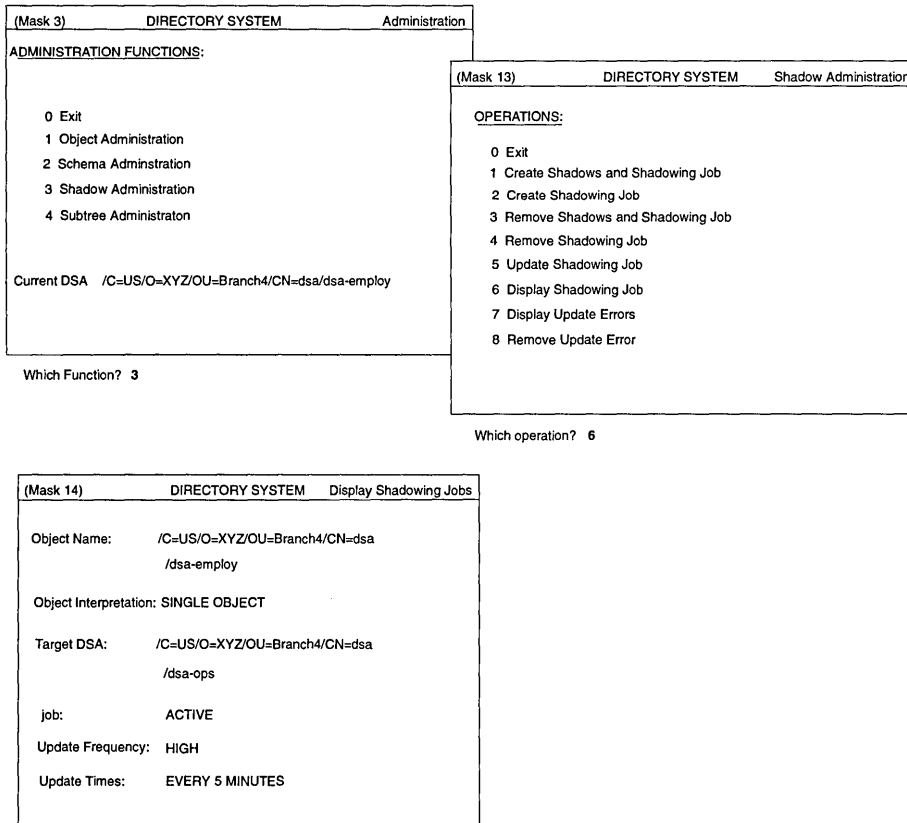 (Mask 3) DIRECTORY SYSTEM Administration
ADMINISTRATION FUNCTIONS:
0 Exit
1 Object Administration
2 Schema Adminstration
3 Shadow Administration
4 Subtree Administraton
Current DSA /C=US/O=XYZ/OU=Branch4/CN=dsa/dsa-employ
Which Function? 3
(Mask 13) DIRECTORY SYSTEM Shadow Administration
OPERATIONS:
0 Exit
1 Create Shadows and Shadowing Job
2 Create Shadowing Job
3 Remove Shadows and Shadowing Job
4 Remove Shadowing Job
5 Update Shadowing Job
6 Display Shadowing Job
7 Display Update Errors
8 Remove Update Error
Which operation? 6
(Mask 14) DIRECTORY SYSTEM Display Shadowing Jobs
Object Name: /C=US/O=XYZ/OU=Branch4/CN=dsa
/dsa-employ
Object Interpretation: SINGLE OBJECT
Target DSA: /C=US/O=XYZ/OU=Branch4/CN=dsa
/dsa-ops
job: ACTIVE
Update Frequency: HIGH
Update Times: EVERY 5 MINUTES